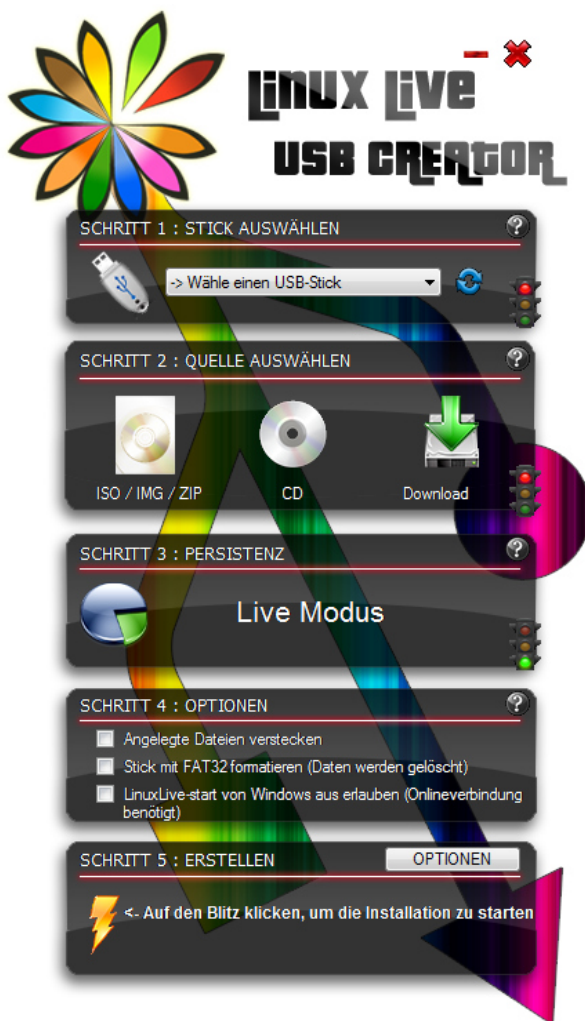 Linux Live
USB Creator
SCHRITT 1 : STICK AUSWÄHLEN
?
-> Wähle einen USB-Stick
SCHRITT 2 : QUELLE AUSWÄHLEN
?
ISO / IMG / ZIP
CD
Download
SCHRITT 3 : PERSISTENZ
?
Live Modus
SCHRITT 4 : OPTIONEN
?
Angelegte Dateien verstecken
Stick mit FAT32 formatieren (Daten werden gelöscht)
LinuxLive-start von Windows aus erlauben (Onlineverbindung
benötigt)
SCHRITT 5 : ERSTELLEN
OPTIONEN
<- Auf den Blitz klicken, um die Installation zu starten